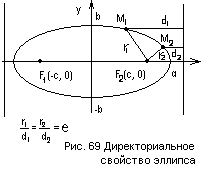 y
b
M₁
d₁
M₂
r₁
r₂
d₂
F₁(-c, 0)
F₂(c, 0)
a
-b
r₁/d₁ = r₂/d₂ = e
Рис. 69 Директориальное
свойство эллипса